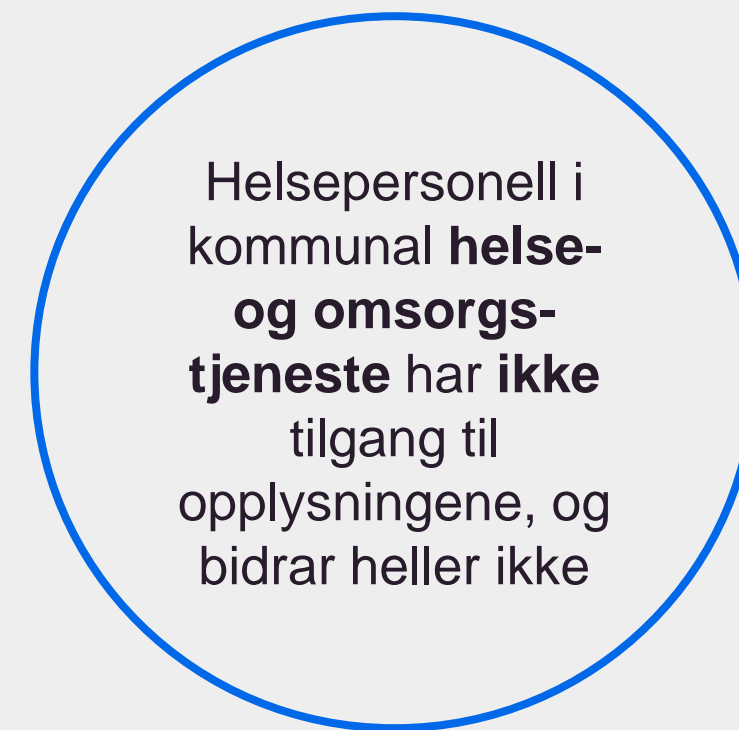 Helsepersonell i
kommunal helse-
og omsorgs-
tjeneste har ikke
tilgang til
opplysningene, og
bidrar heller ikke